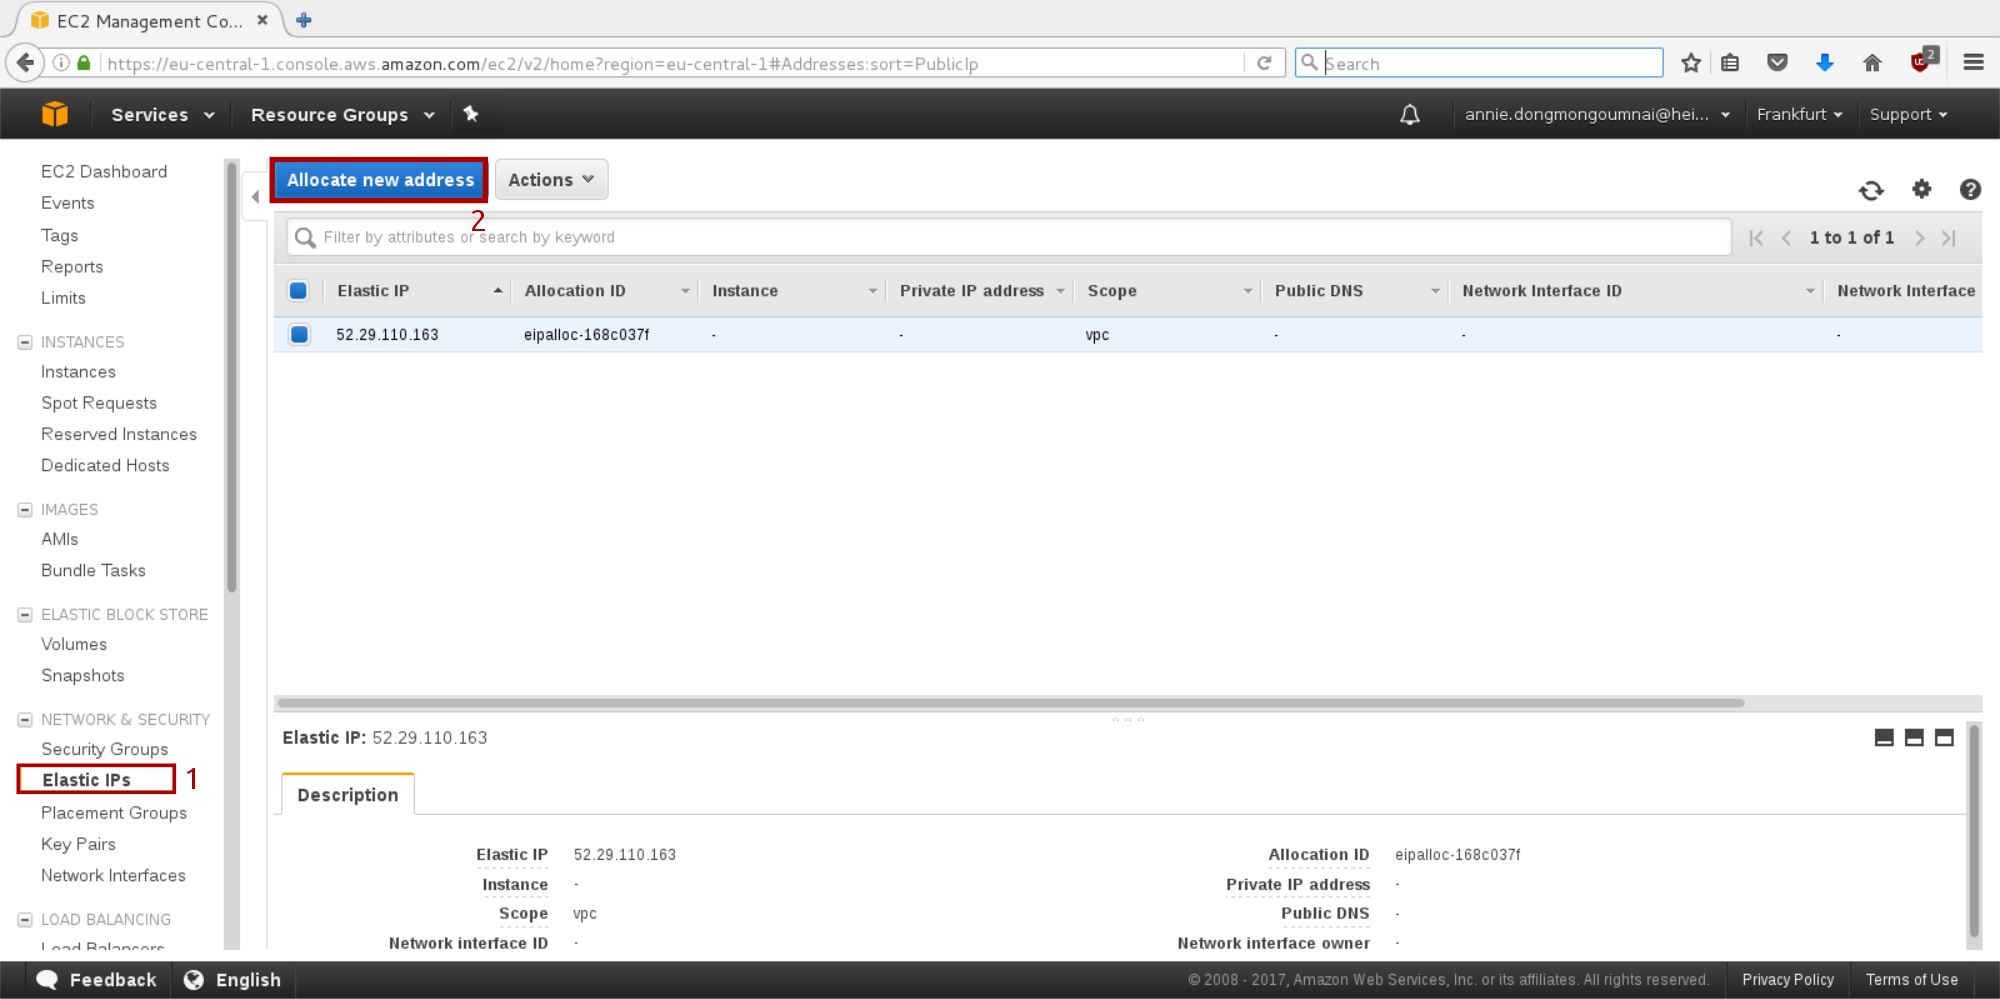 EC2 Management Co...
https://eu-central-1.console.aws.amazon.com/ec2/v2/home?region=eu-central-1#Addresses:sort=PublicIp
Search
2
Services
Resource Groups
annie.dongmongoumnai@hei...
Frankfurt
Support
EC2 Dashboard
Events
Tags
Reports
Limits
INSTANCES
Instances
Spot Requests
Reserved Instances
Dedicated Hosts
IMAGES
AMIs
Bundle Tasks
ELASTIC BLOCK STORE
Volumes
Snapshots
NETWORK & SECURITY
Security Groups
Elastic IPs 1
Placement Groups
Key Pairs
Network Interfaces
LOAD BALANCING
Load Balancers
Allocate new address
Actions
2
Filter by attributes or search by keyword
1 to 1 of 1
Elastic IP Allocation ID Instance Private IP address Scope Public DNS Network Interface ID Network Interface
52.29.110.163 eipalloc-168c037f - - vpc - - -
Elastic IP: 52.29.110.163
Description
Elastic IP 52.29.110.163 Allocation ID eipalloc-168c037f
Instance - Private IP address -
Scope vpc Public DNS -
Network interface ID - Network interface owner -
Feedback
English
© 2008 - 2017, Amazon Web Services, Inc. or its affiliates. All rights reserved.
Privacy Policy
Terms of Use